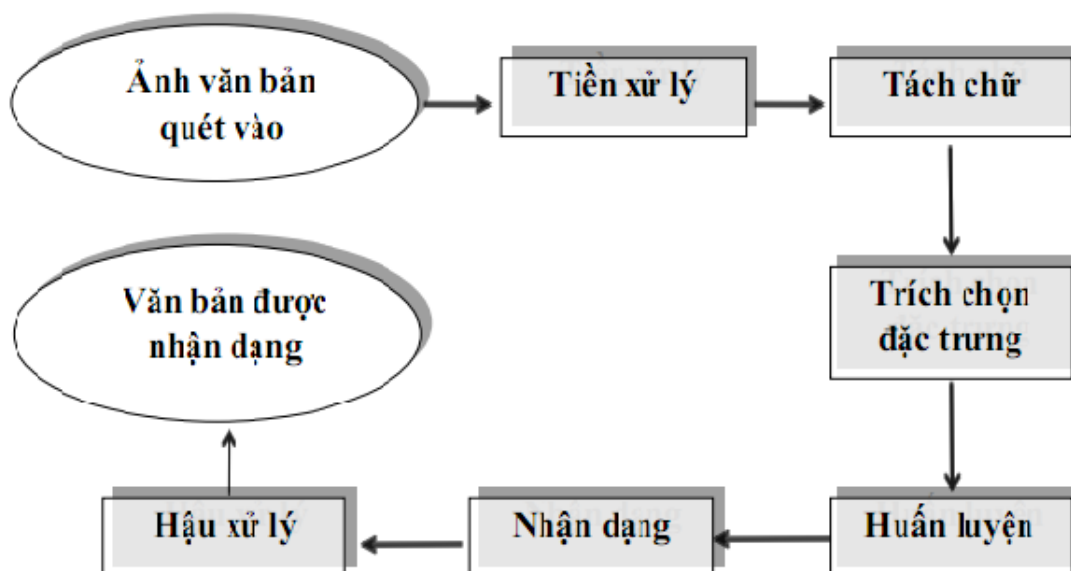 Ảnh văn bản
quét vào
Tiền xử lý
Tách chữ
Trích chọn
đặc trưng
Huấn luyện
Nhận dạng
Hậu xử lý
Văn bản được
nhận dạng